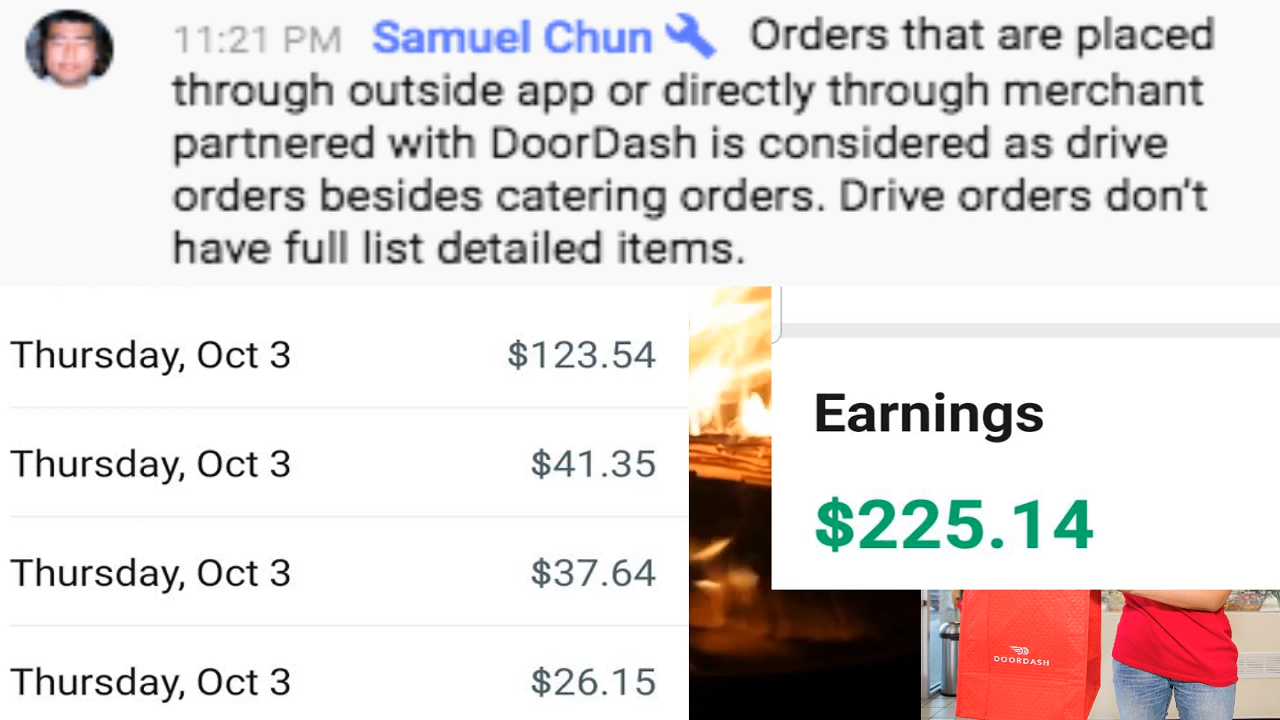 11:21 PM Samuel Chun Orders that are placed
through outside app or directly through merchant
partnered with DoorDash is considered as drive
orders besides catering orders. Drive orders don't
have full list detailed items.
Thursday, Oct 3 $123.54
Thursday, Oct 3 $41.35
Thursday, Oct 3 $37.64
Thursday, Oct 3 $26.15
Earnings
$225.14
DOORDASH